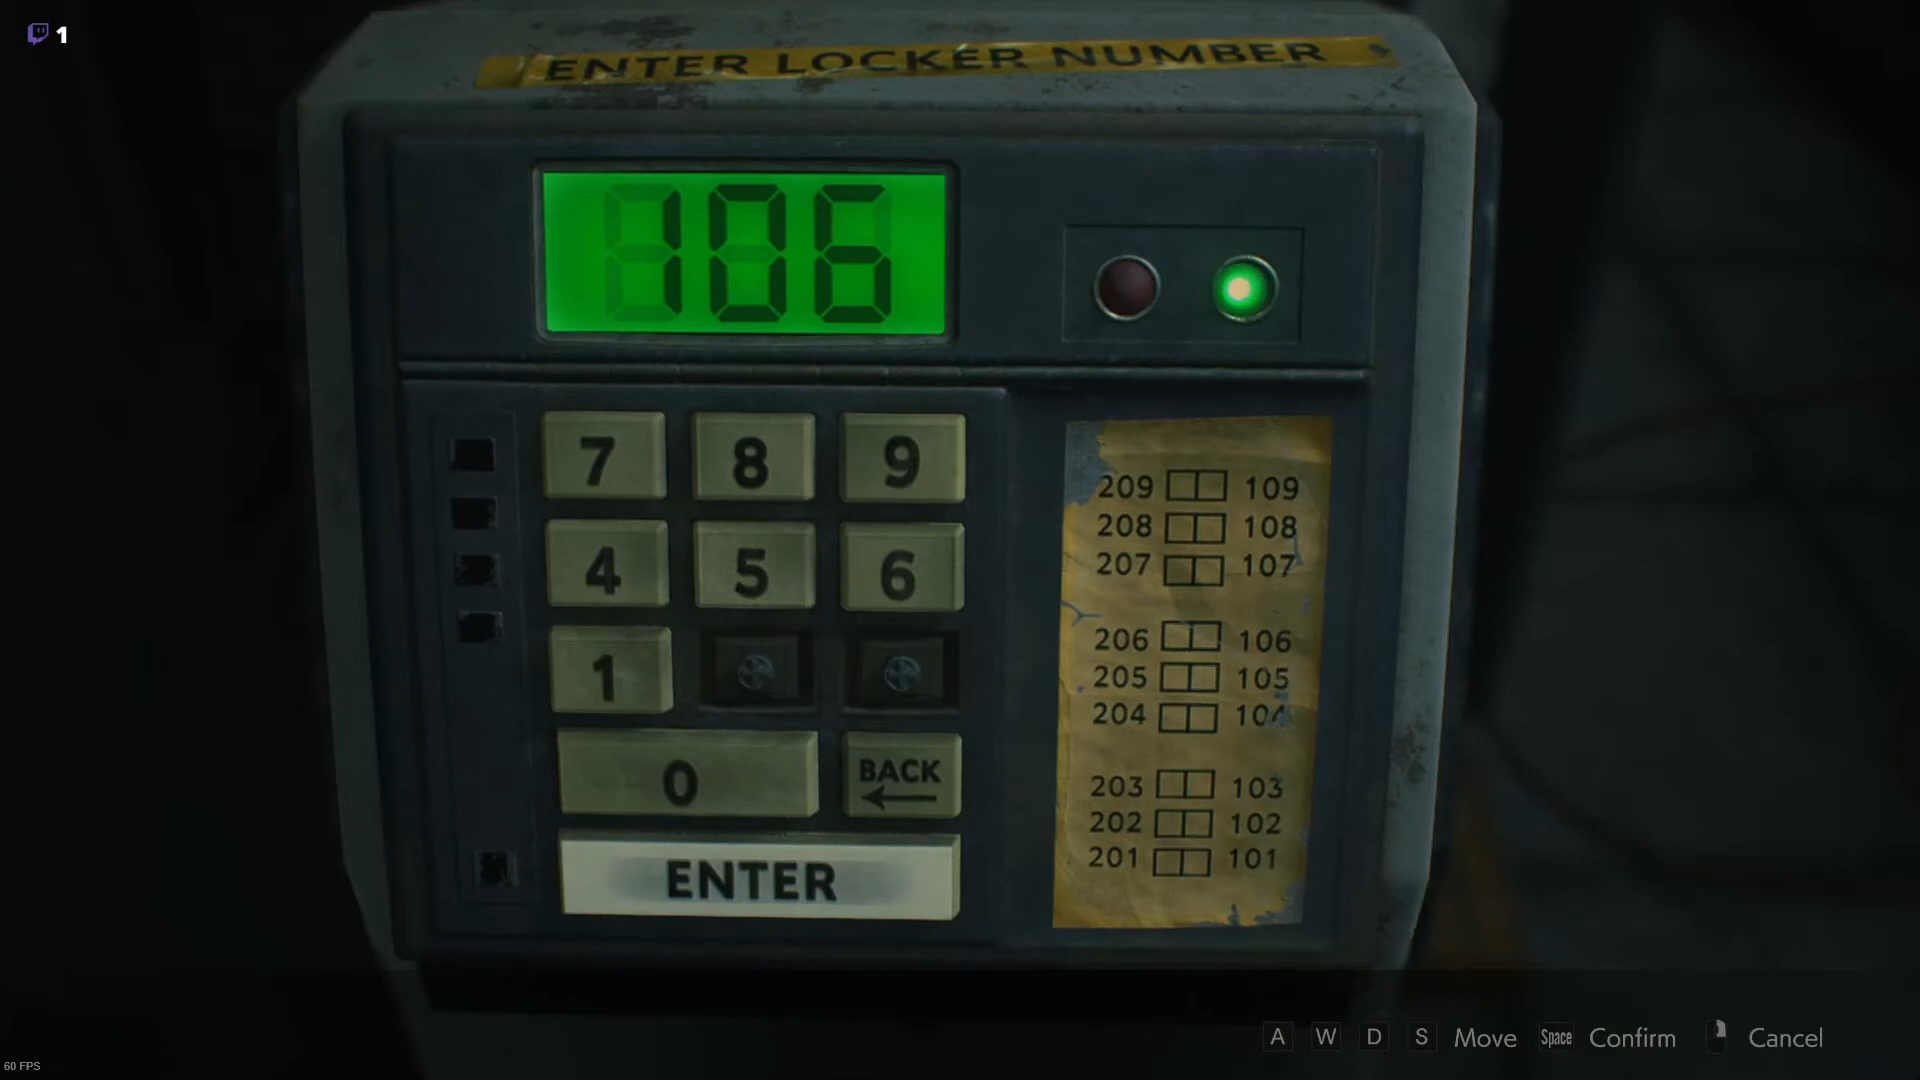 1
ENTER LOCKER NUMBER
106
7 8 9
4 5 6
1
0 BACK
ENTER
209 109
208 108
207 107
206 106
205 105
204 104
203 103
202 102
201 101
A W D S Move Space Confirm Cancel
60 FPS